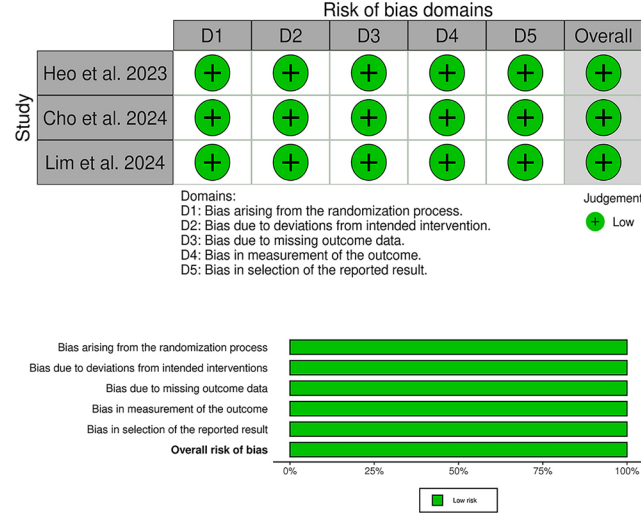 Risk of bias domains
D1 D2 D3 D4 D5 Overall
Study
Heo et al. 2023 + + + + + +
Cho et al. 2024 + + + + + +
Lim et al. 2024 + + + + + +
Domains:
D1: Bias arising from the randomization process.
D2: Bias due to deviations from intended intervention.
D3: Bias due to missing outcome data.
D4: Bias in measurement of the outcome.
D5: Bias in selection of the reported result.
Judgement
+ Low
Bias arising from the randomization process
Bias due to deviations from intended interventions
Bias due to missing outcome data
Bias in measurement of the outcome
Bias in selection of the reported result
Overall risk of bias
0% 25% 50% 75% 100%
Low risk